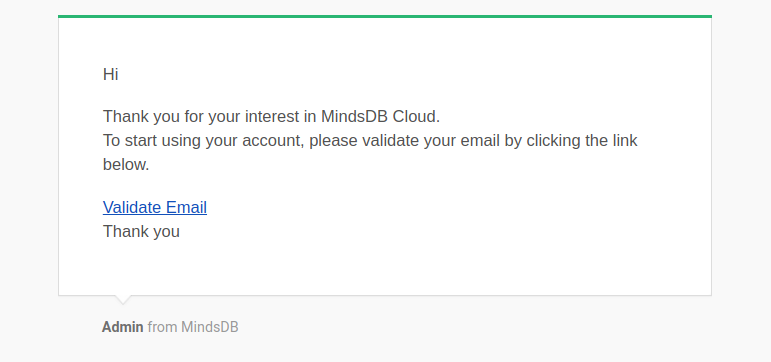 Hi
Thank you for your interest in MindsDB Cloud.
To start using your account, please validate your email by clicking the link
below.
Validate Email
Thank you
Admin from MindsDB